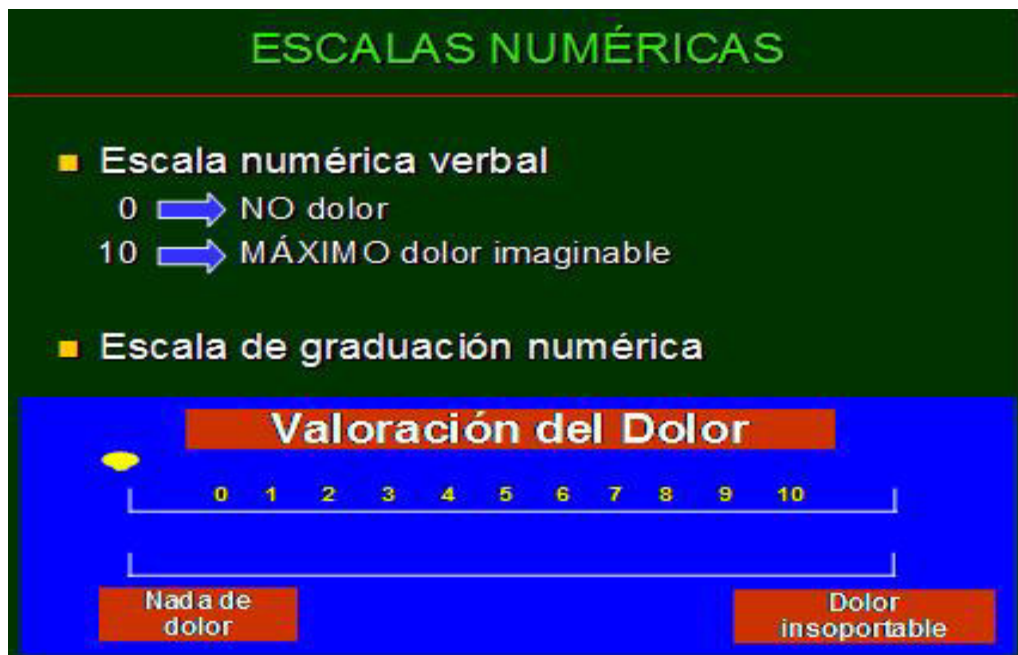 ESCALAS NUMÉRICAS
Escala numérica verbal
0 NO dolor
10 MÁXIMO dolor imaginable
Escala de graduación numérica
Valoración del Dolor
0 1 2 3 4 5 6 7 8 9 10
Nada de
dolor
Dolor
insoportable